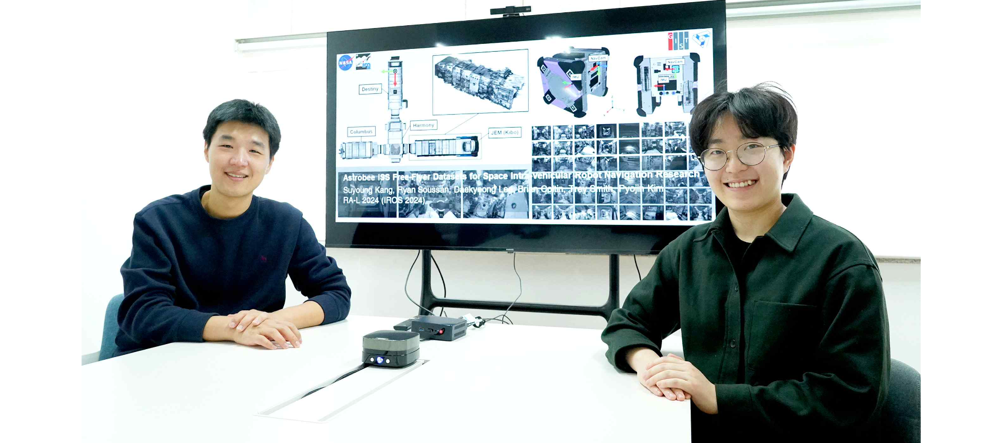 NASA
irg
GIST
NavCam
NavCam
IMU
IMU
Destiny
Harmony
Columbus
JEM (Kibo)
Astrobee ISS Free-Flyer Datasets for Space Intra-Vehicular Robot Navigation Research
Suyoung Kang, Ryan Soussan, Daekyeong Lee, Brian Coltin, Trey Smith, Pyojin Kim
RA-L 2024 (IROS 2024)